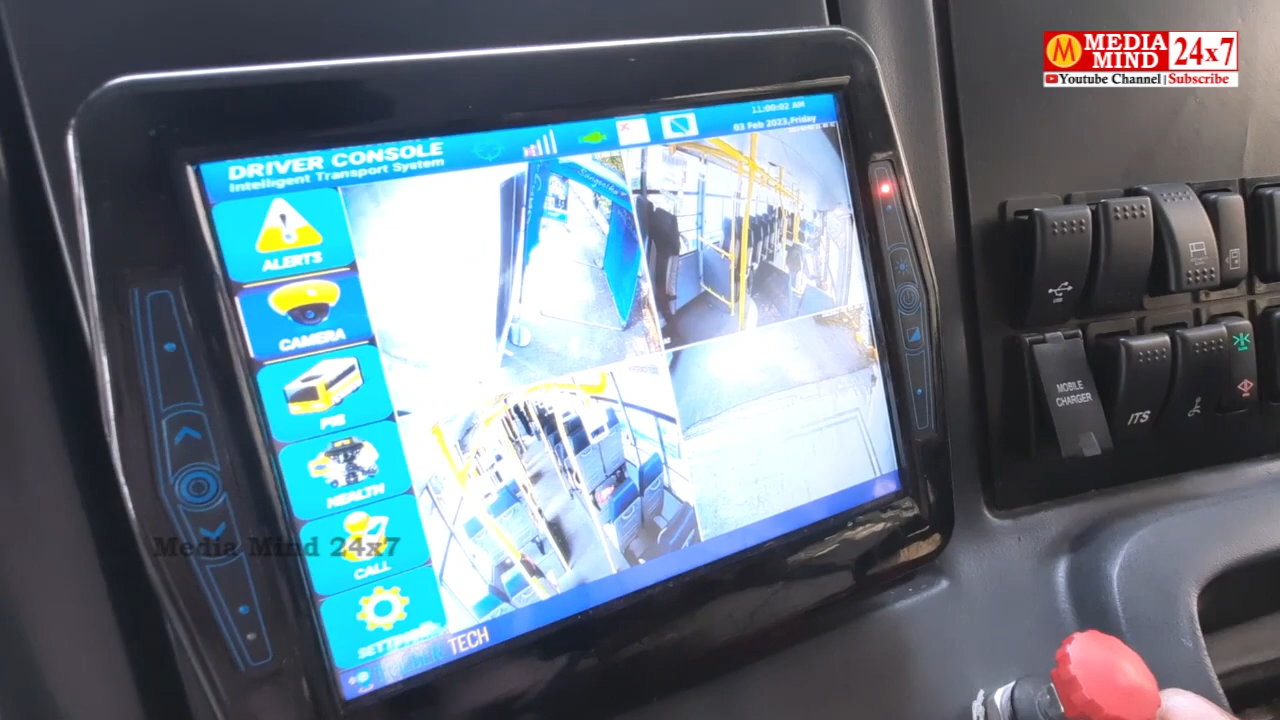 MEDIA
MIND
24x7
Youtube Channel | Subscribe
11:00:02 AM
03 Feb 2023,Friday
DRIVER CONSOLE
Intelligent Transport System
ALERTS
CAMERA
PIS
HEALTH
CALL
TECH
Media Mind 24x7
USB
MOBILE
CHARGER
ITS